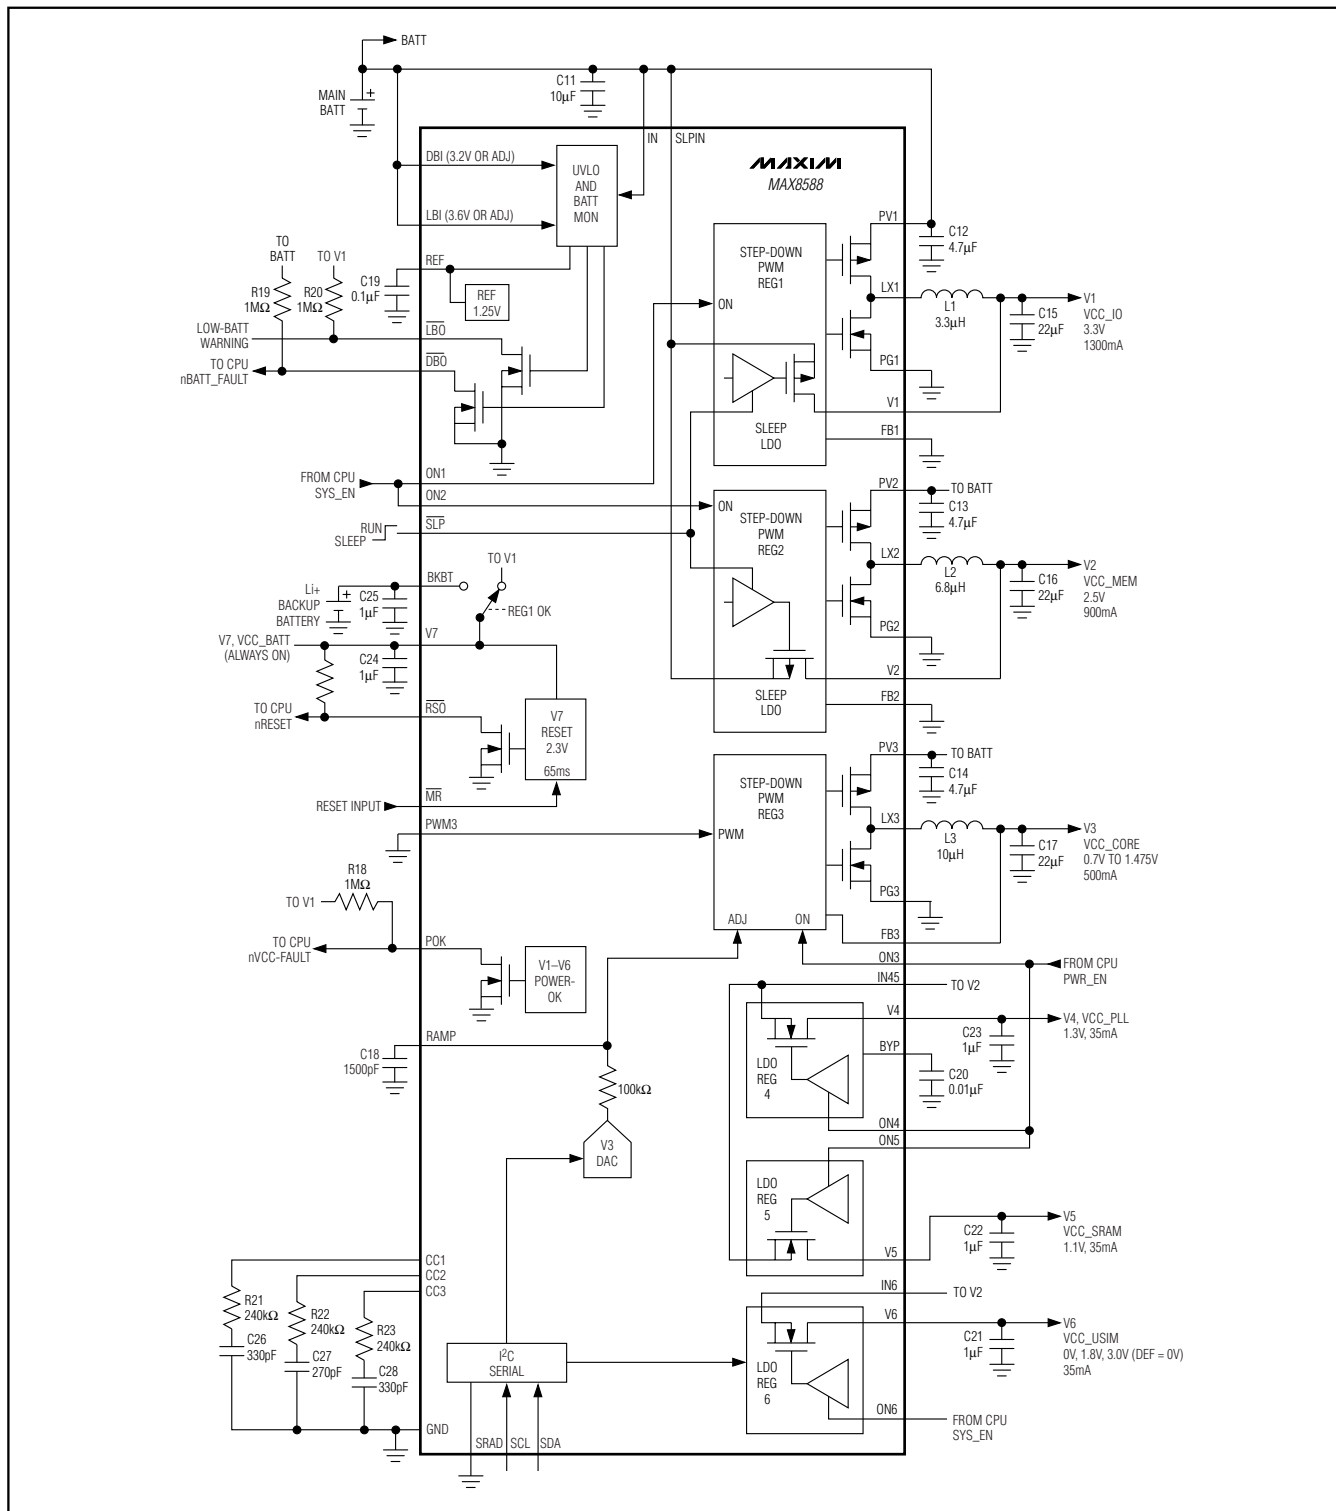 BATT
C11
10µF
MAIN
BATT
+
IN
SLPIN
MAXIM
MAX8588
DBI (3.2V OR ADJ)
UVLO
AND
BATT
MON
LBI (3.6V OR ADJ)
PV1
C12
4.7µF
STEP-DOWN
PWM
REG1
ON
LX1
L1
3.3µH
V1
VCC_IO
3.3V
1300mA
C15
22µF
PG1
V1
SLEEP
LDO
FB1
TO
BATT
TO V1
REF
C19
0.1µF
R19
1MΩ
R20
1MΩ
REF
1.25V
LOW-BATT
WARNING
LBO
TO CPU
nBATT_FAULT
DBO
FROM CPU
SYS_EN
ON1
ON2
RUN
SLEEP
SLP
PV2
TO BATT
C13
4.7µF
ON
STEP-DOWN
PWM
REG2
LX2
L2
6.8µH
V2
VCC_MEM
2.5V
900mA
C16
22µF
PG2
V2
SLEEP
LDO
FB2
Li+
BACKUP
BATTERY
+
C25
1µF
BKBT
TO V1
REG1 OK
V7, VCC_BATT
(ALWAYS ON)
V7
C24
1µF
TO CPU
nRESET
RSO
V7
RESET
2.3V
65ms
RESET INPUT
MR
PV3
TO BATT
C14
4.7µF
STEP-DOWN
PWM
REG3
PWM3
PWM
LX3
L3
10µH
V3
VCC_CORE
0.7V TO 1.475V
500mA
C17
22µF
PG3
ADJ
ON
FB3
ON3
FROM CPU
PWR_EN
R18
1MΩ
TO V1
TO CPU
nVCC-FAULT
POK
V1–V6
POWER-
OK
IN45
TO V2
V4
V4, VCC_PLL
1.3V, 35mA
C23
1µF
LDO
REG
4
BYP
C20
0.01µF
ON4
ON5
RAMP
C18
1500pF
100kΩ
V3
DAC
LDO
REG
5
V5
V5
VCC_SRAM
1.1V, 35mA
C22
1µF
IN6
TO V2
V6
V6
VCC_USIM
0V, 1.8V, 3.0V (DEF = 0V)
35mA
C21
1µF
LDO
REG
6
ON6
FROM CPU
SYS_EN
CC1
CC2
CC3
R21
240kΩ
R22
240kΩ
R23
240kΩ
C26
330pF
C27
270pF
C28
330pF
I²C
SERIAL
GND
SRAD
SCL
SDA